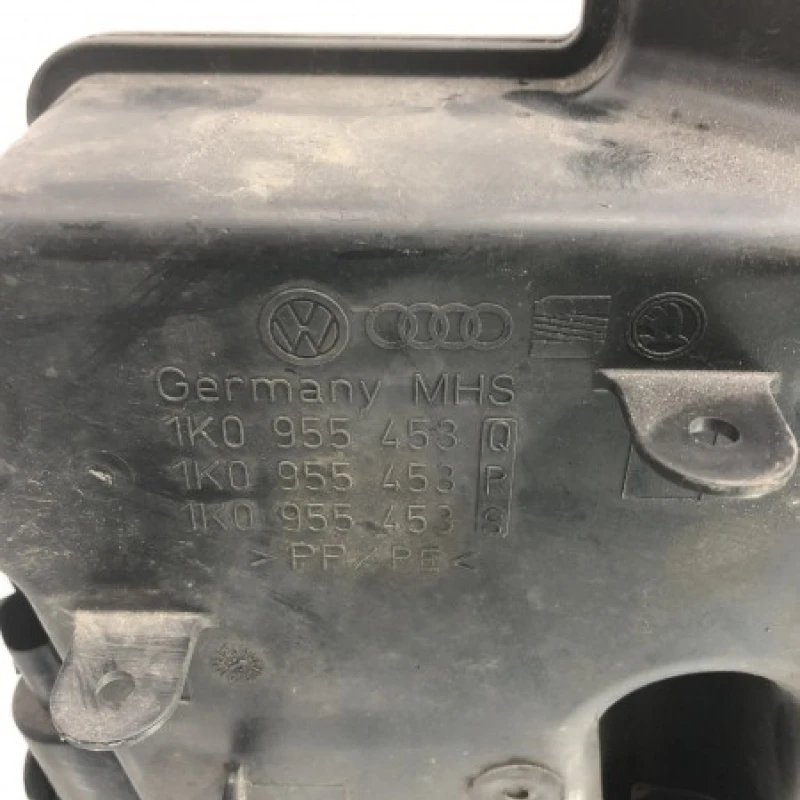 Germany MHS
1K0 955 453 Q
1K0 955 453 P
1K0 955 453 S
> PP/PE <